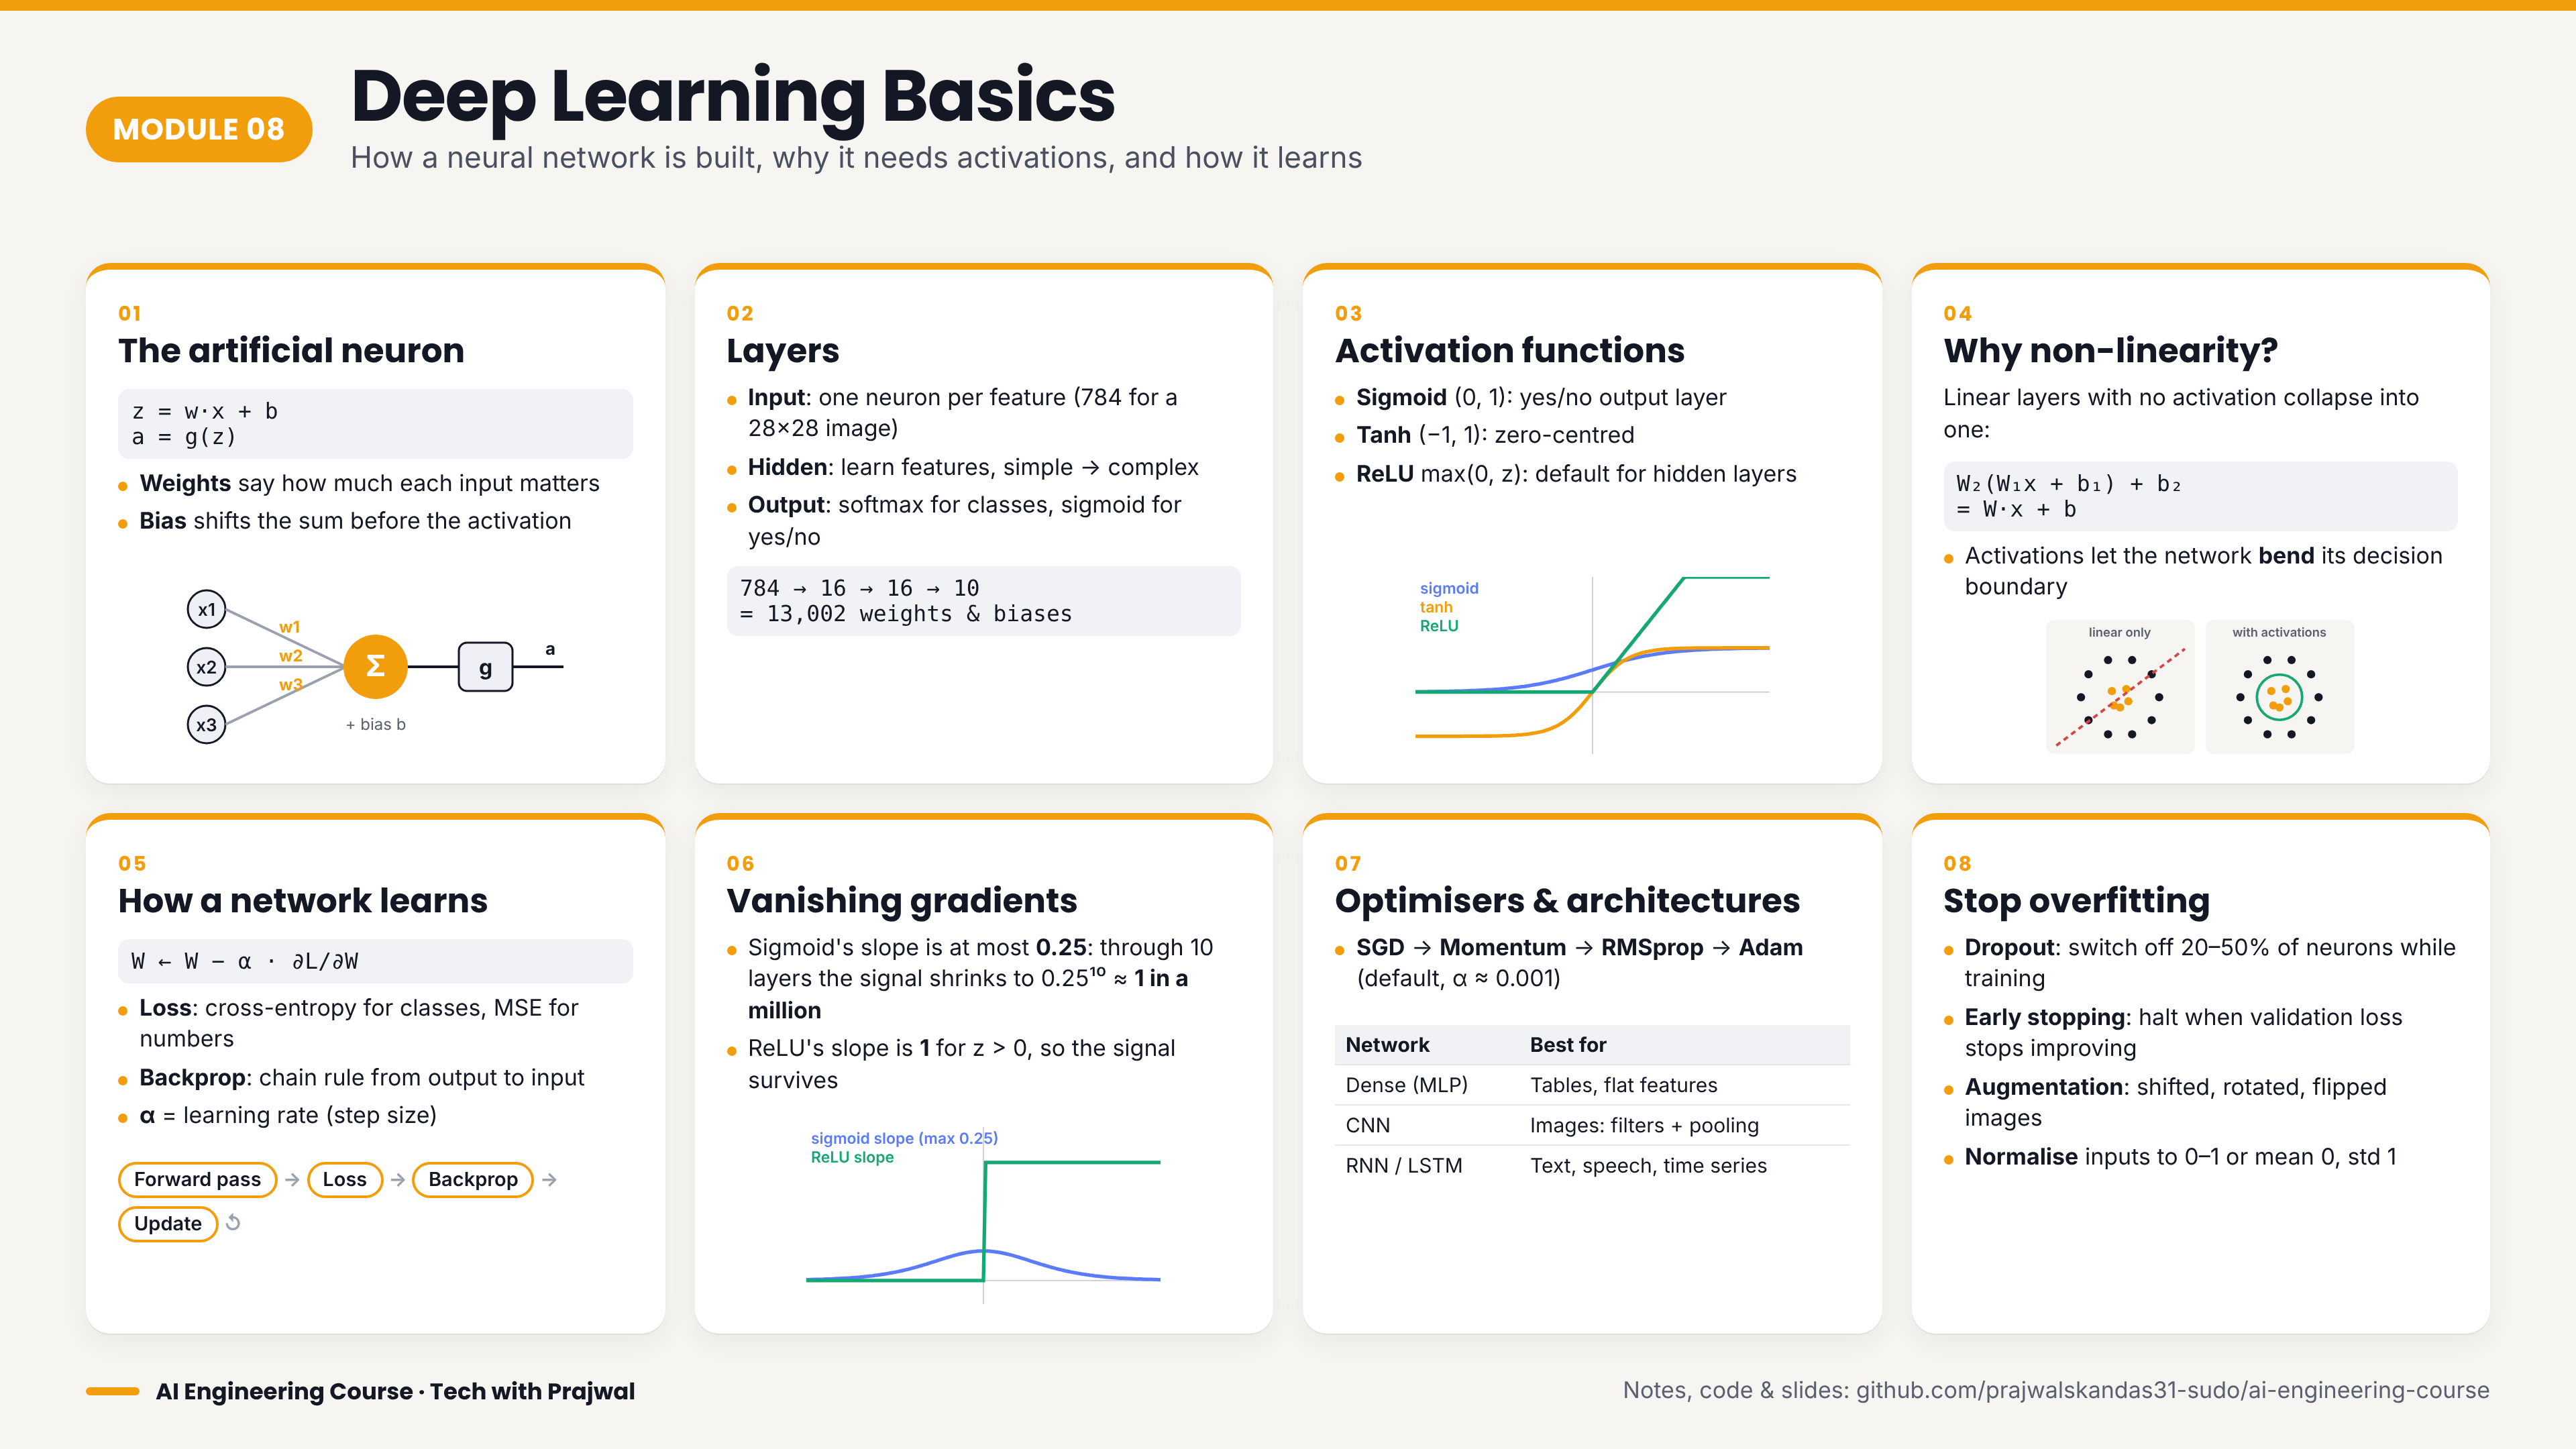 MODULE 08
Deep Learning Basics
How a neural network is built, why it needs activations, and how it learns
01
The artificial neuron
z = w·x + b
a = g(z)
Weights say how much each input matters
Bias shifts the sum before the activation
x1
x2
x3
w1
w2
w3
Σ
+ bias b
g
a
02
Layers
Input: one neuron per feature (784 for a
28×28 image)
Hidden: learn features, simple → complex
Output: softmax for classes, sigmoid for
yes/no
784 → 16 → 16 → 10
= 13,002 weights & biases
03
Activation functions
Sigmoid (0, 1): yes/no output layer
Tanh (−1, 1): zero-centred
ReLU max(0, z): default for hidden layers
sigmoid
tanh
ReLU
04
Why non-linearity?
Linear layers with no activation collapse into
one:
W₂(W₁x + b₁) + b₂
= W·x + b
Activations let the network bend its decision
boundary
linear only
with activations
05
How a network learns
W ← W − α · ∂L/∂W
Loss: cross-entropy for classes, MSE for
numbers
Backprop: chain rule from output to input
α = learning rate (step size)
Forward pass → Loss → Backprop →
Update ↺
06
Vanishing gradients
Sigmoid's slope is at most 0.25: through 10
layers the signal shrinks to 0.25¹⁰ ≈ 1 in a
million
ReLU's slope is 1 for z > 0, so the signal
survives
sigmoid slope (max 0.25)
ReLU slope
07
Optimisers & architectures
SGD → Momentum → RMSprop → Adam
(default, α ≈ 0.001)
Network Best for
Dense (MLP) Tables, flat features
CNN Images: filters + pooling
RNN / LSTM Text, speech, time series
08
Stop overfitting
Dropout: switch off 20–50% of neurons while
training
Early stopping: halt when validation loss
stops improving
Augmentation: shifted, rotated, flipped
images
Normalise inputs to 0–1 or mean 0, std 1
AI Engineering Course · Tech with Prajwal
Notes, code & slides: github.com/prajwalskandas31-sudo/ai-engineering-course